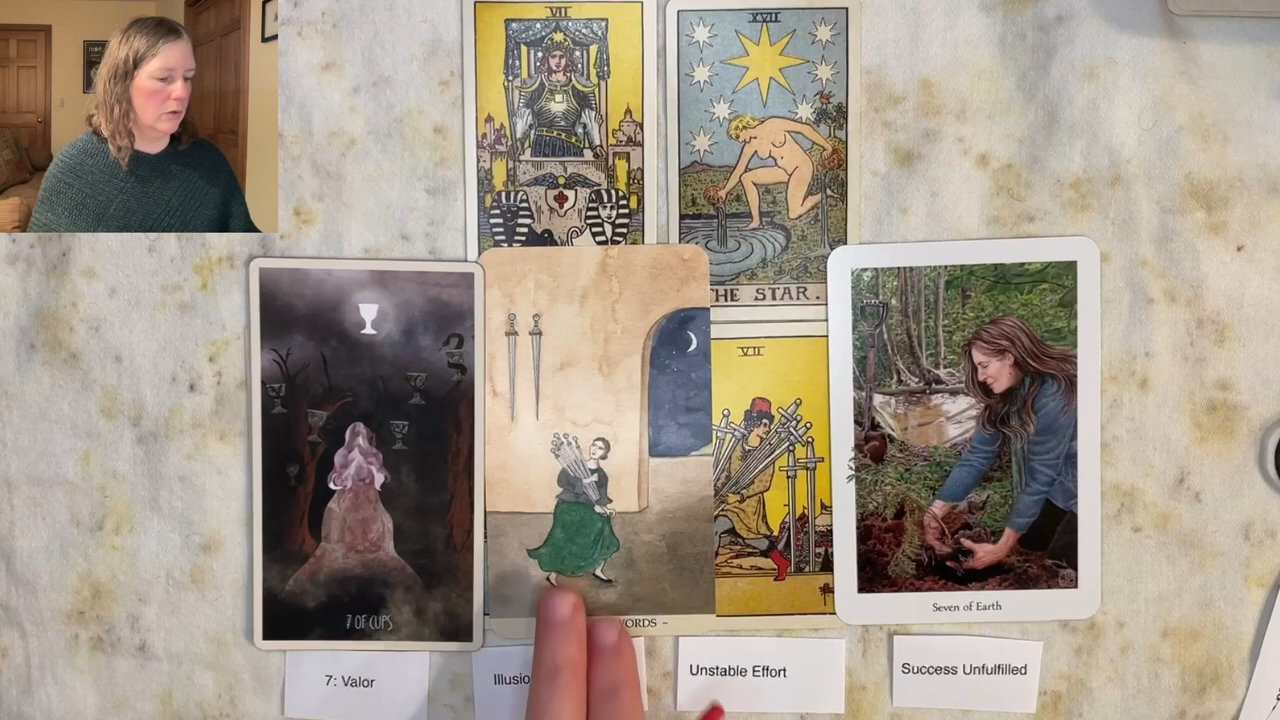 VII
XVII
THE STAR.
VII
7 OF CUPS
WORDS ~
Seven of Earth
7: Valor
Illusio
Unstable Effort
Success Unfulfilled